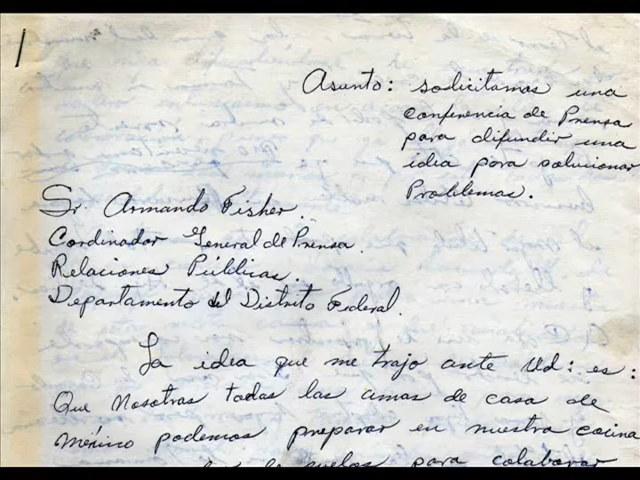 1
Asunto: solicitamos una
conferencia de Prensa
para difundir una
idea para solucionar
Problemas.
Sr. Armando Fisher.
Cordinador General de Prensa.
Relaciones Públicas.
Departamento del Distrito Federal.
La idea que me trajo ante Ud: es:
Que Nosotras todas las amas de casa de
México podemos preparar en nuestra cocina
para colaborar